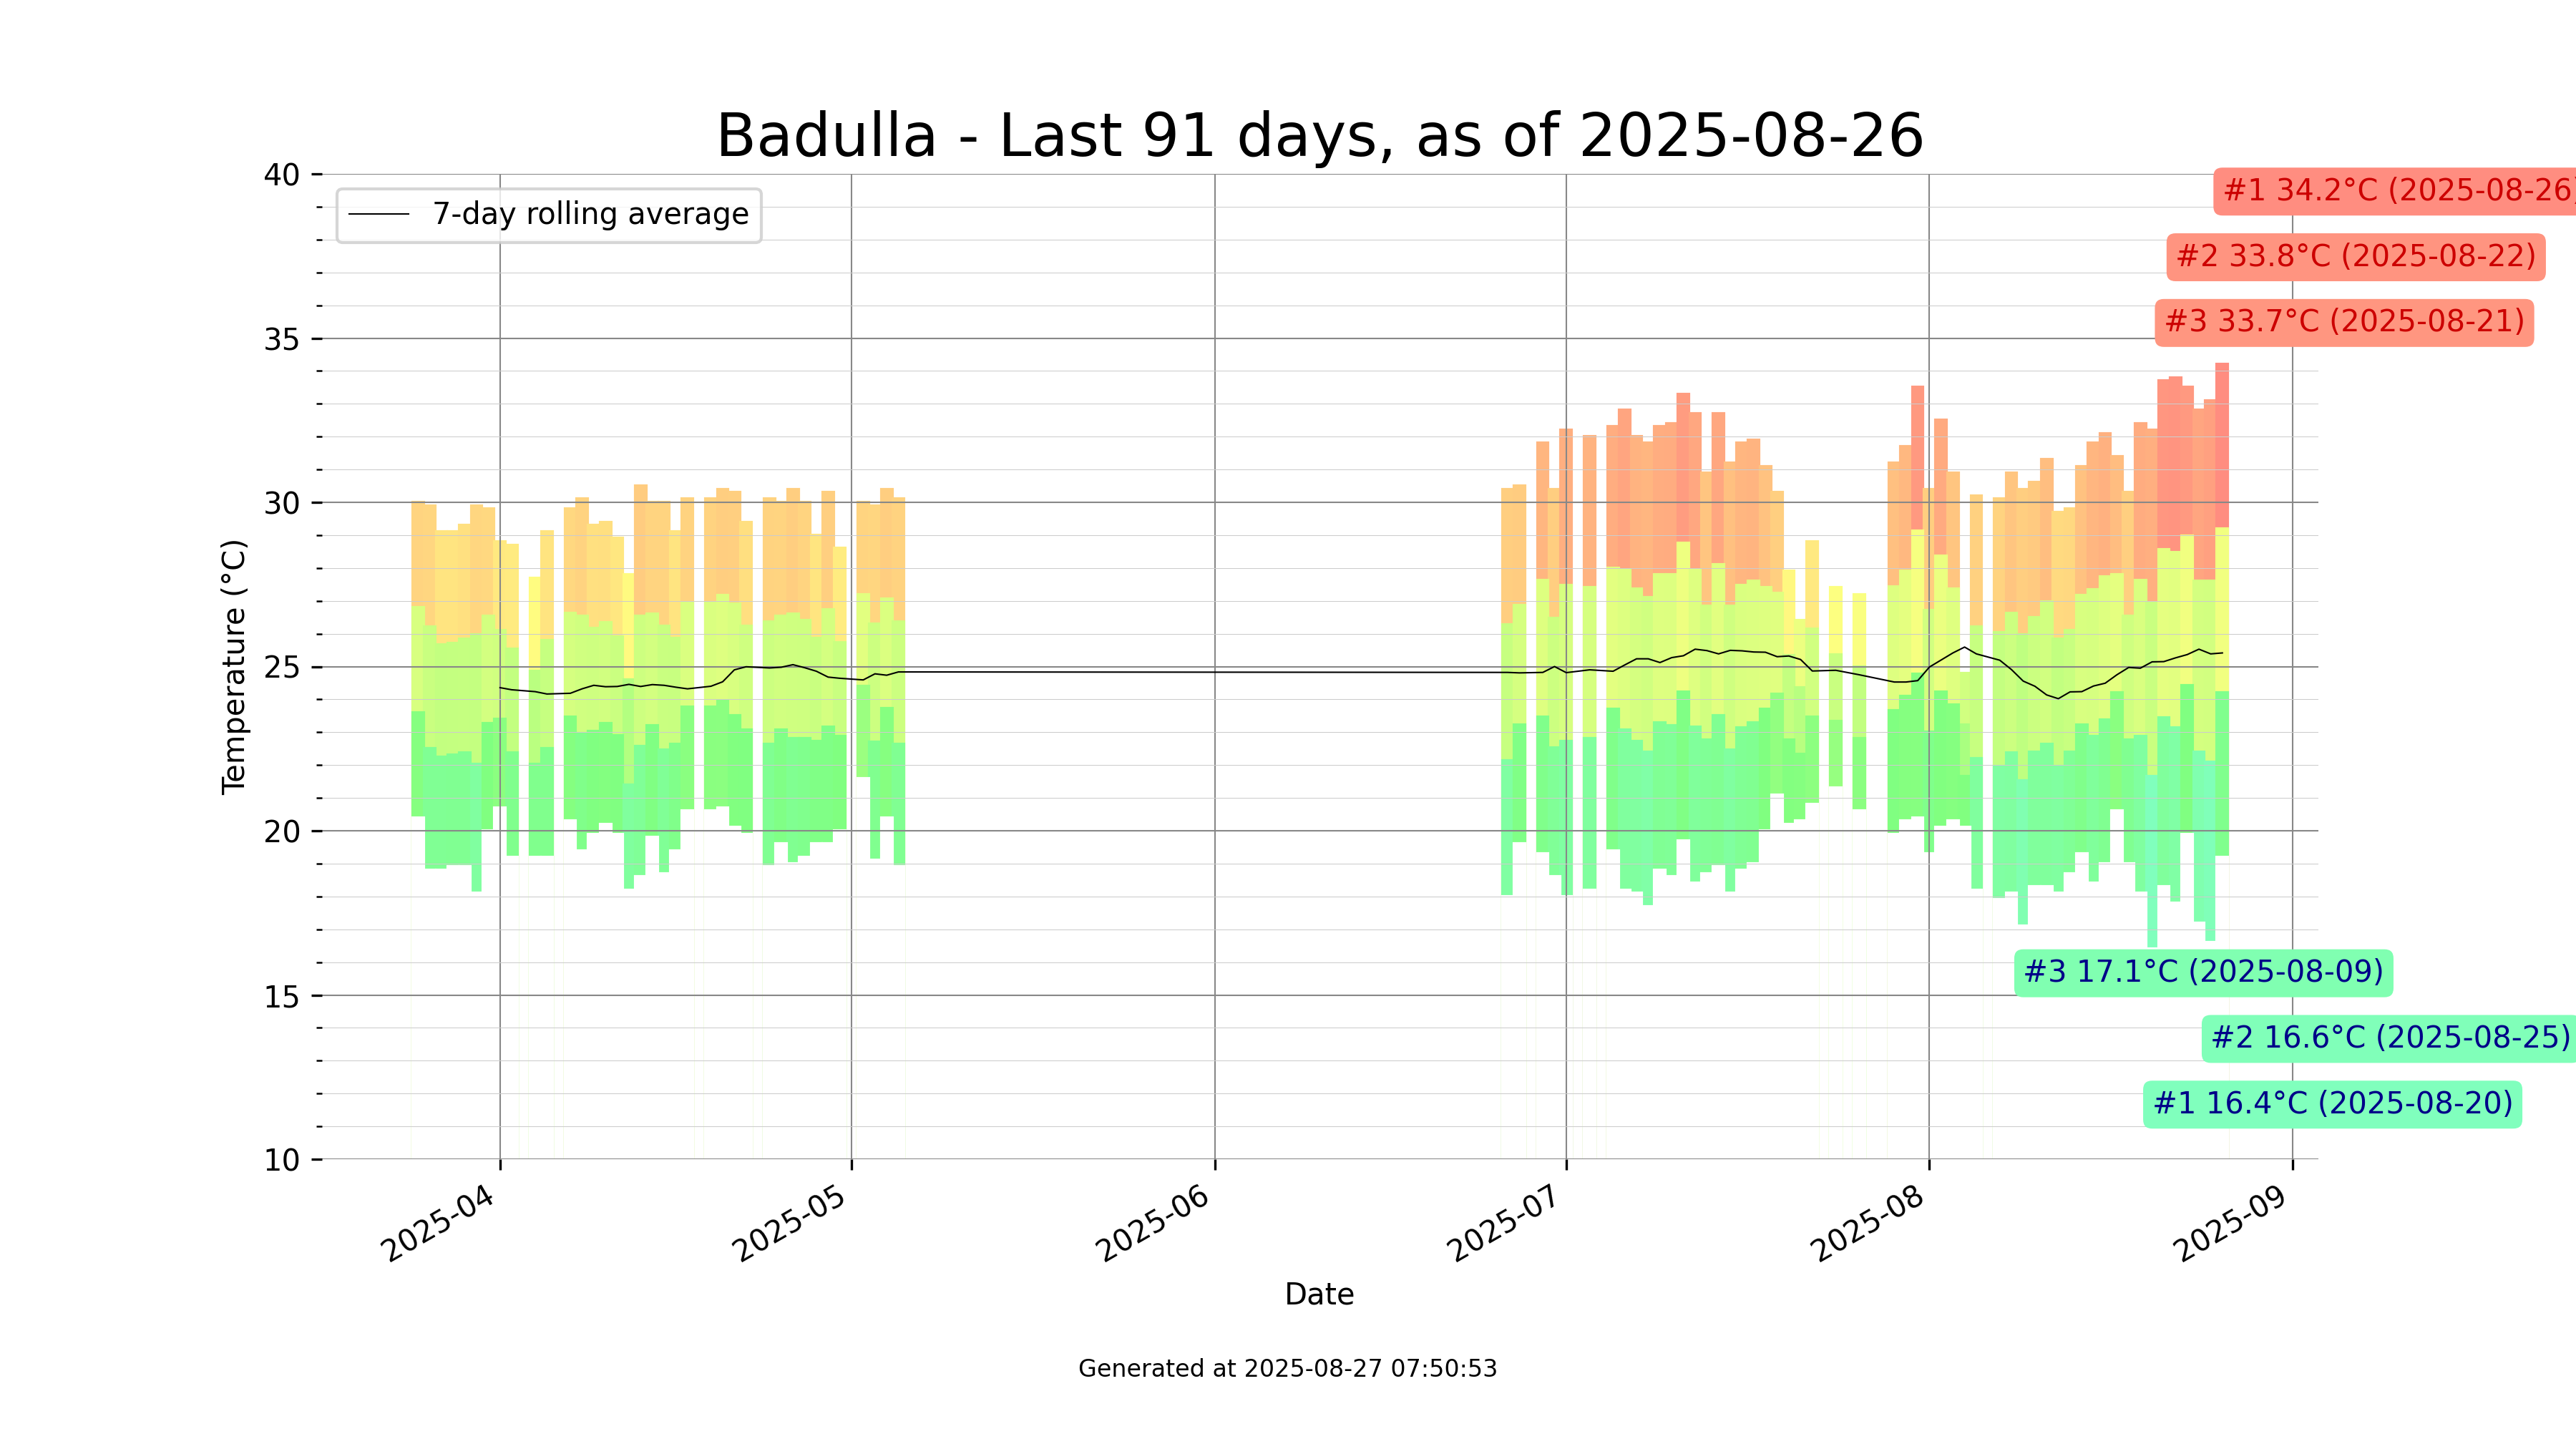 Badulla - Last 91 days, as of 2025-08-26
40
35
30
25
20
15
10
Temperature (°C)
7-day rolling average
#1 34.2°C (2025-08-26)
#2 33.8°C (2025-08-22)
#3 33.7°C (2025-08-21)
#3 17.1°C (2025-08-09)
#2 16.6°C (2025-08-25)
#1 16.4°C (2025-08-20)
2025-04
2025-05
2025-06
2025-07
2025-08
2025-09
Date
Generated at 2025-08-27 07:50:53